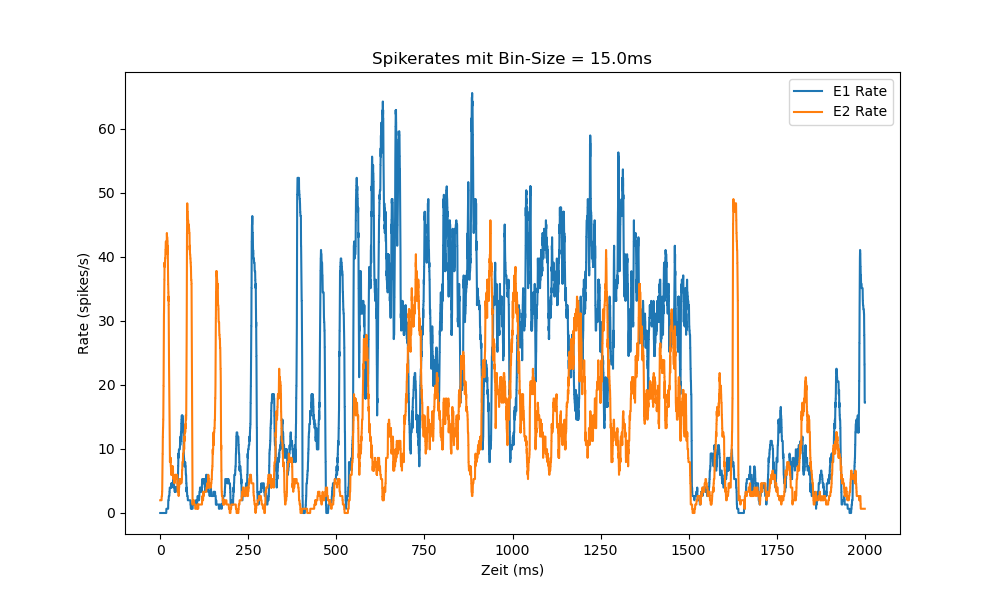 Spikerates mit Bin-Size = 15.0ms
E1 Rate
E2 Rate
60
50
40
30
20
10
0
Rate (spikes/s)
0 250 500 750 1000 1250 1500 1750 2000
Zeit (ms)